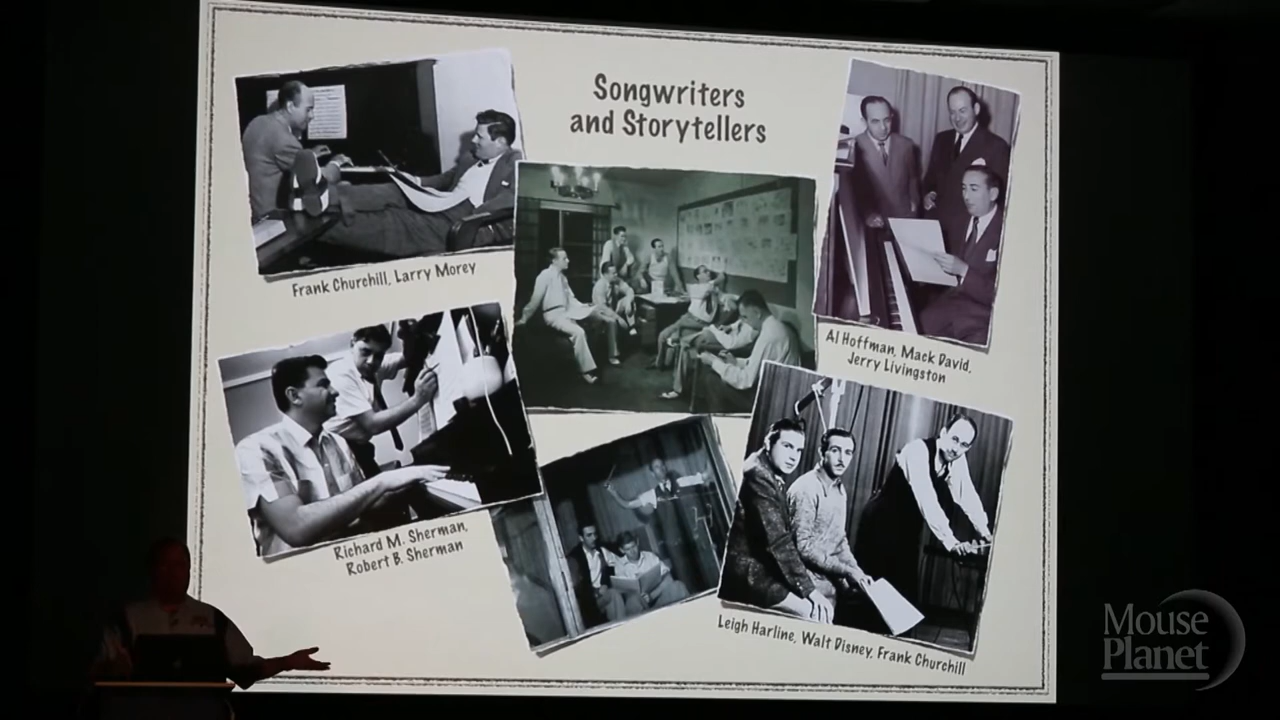 Songwriters
and Storytellers
Frank Churchill, Larry Morey
Al Hoffman, Mack David,
Jerry Livingston
Richard M. Sherman,
Robert B. Sherman
Leigh Harline, Walt Disney, Frank Churchill
Mouse
Planet